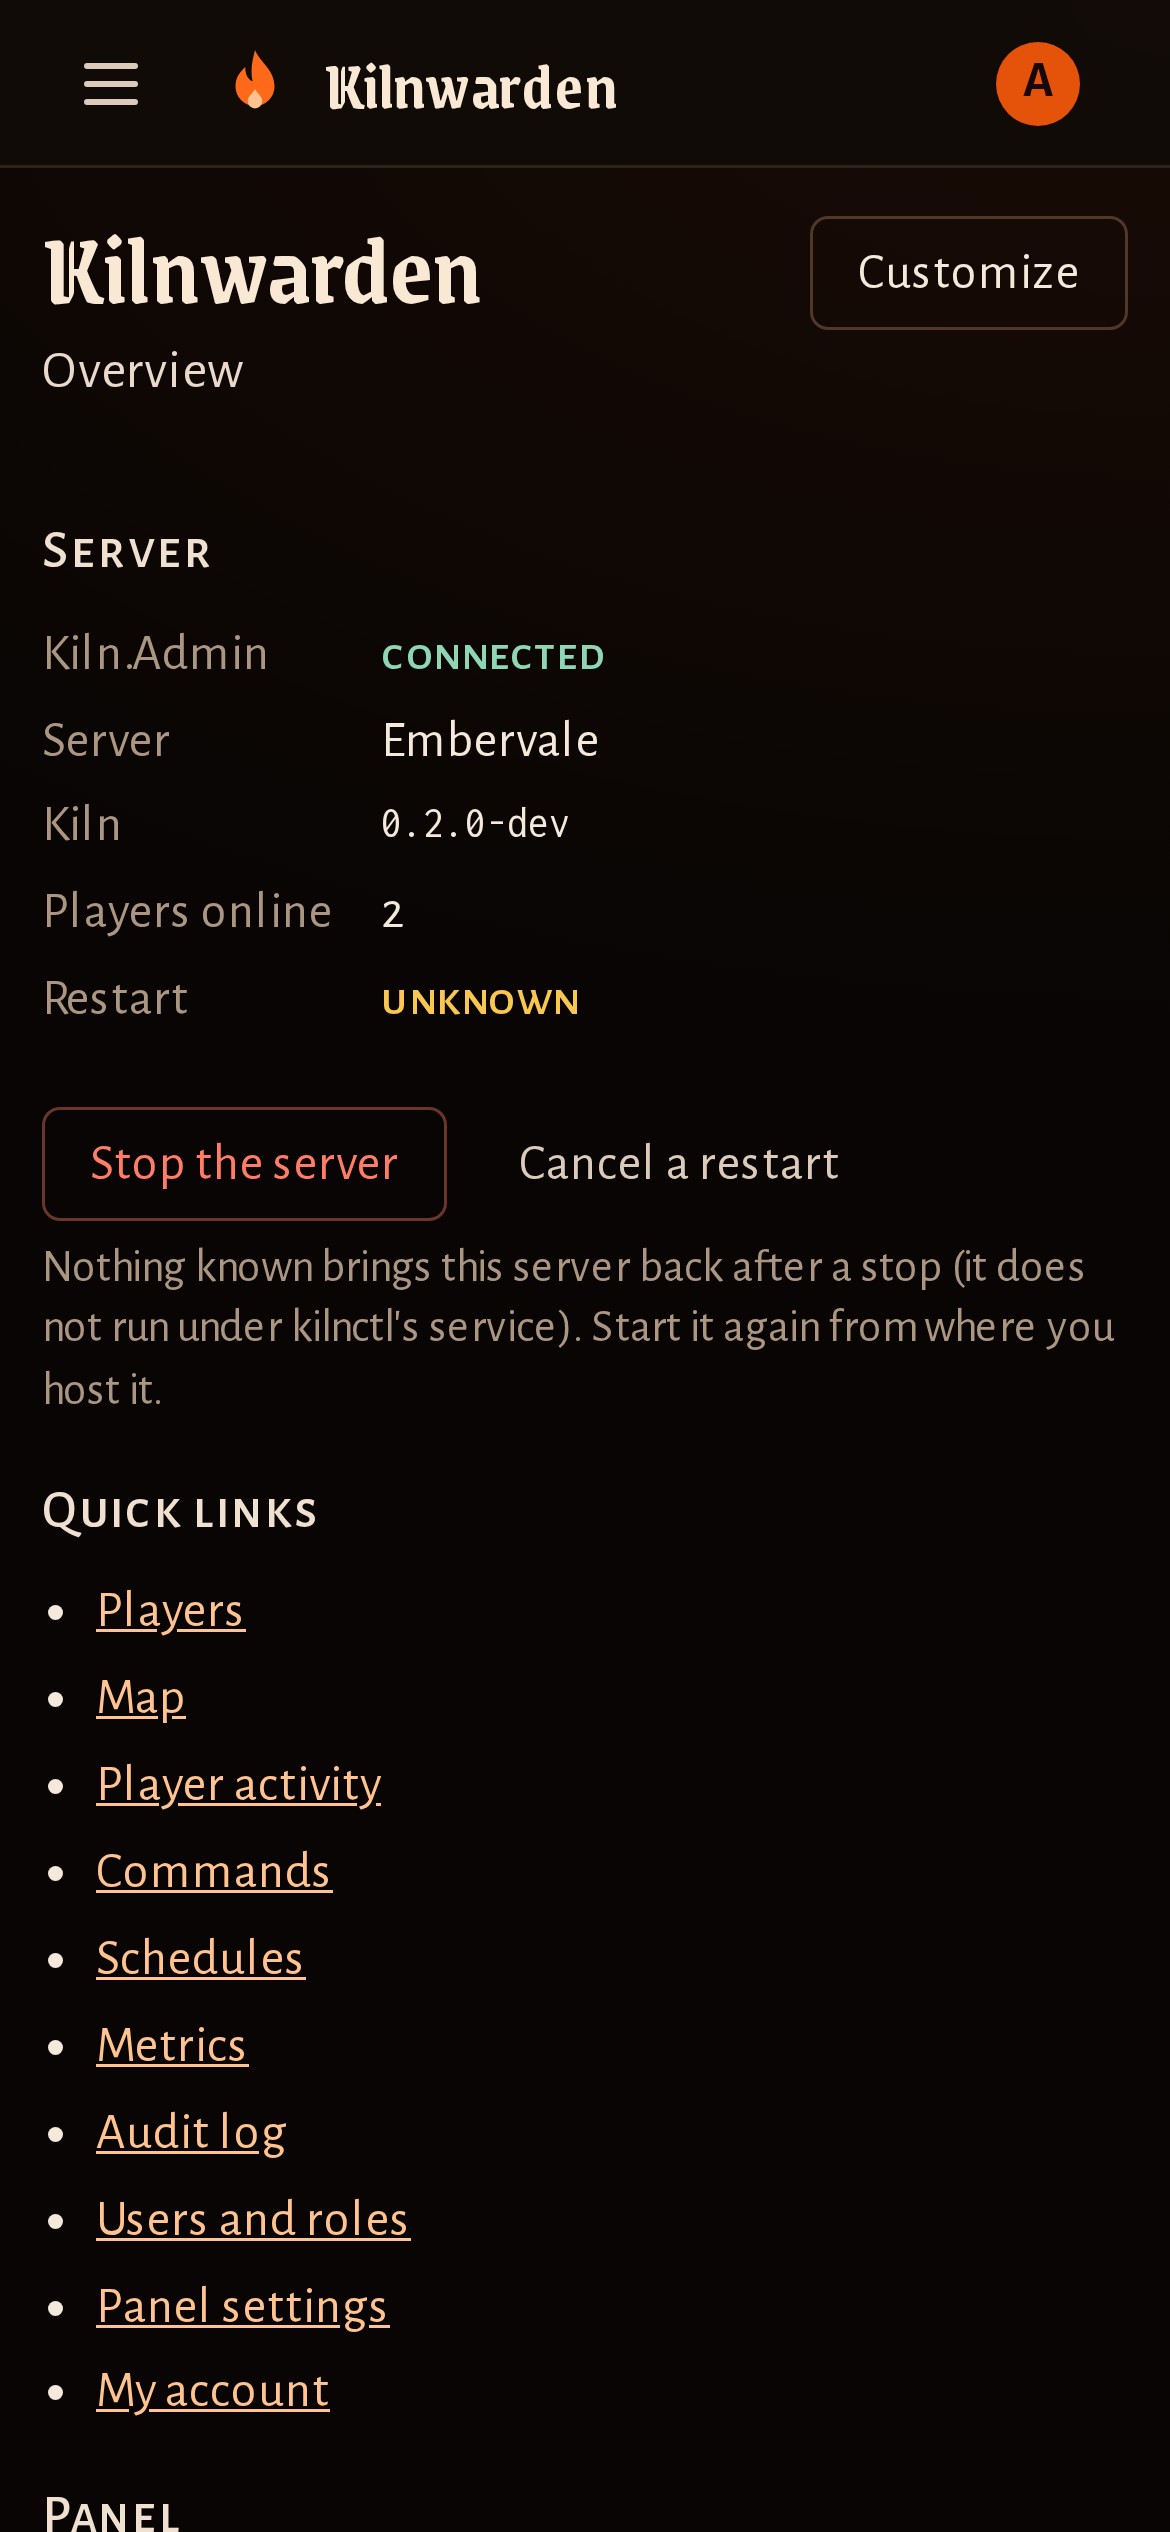 Kilnwarden
A
Kilnwarden
Customize
Overview
Server
Kiln.Admin connected
Server Embervale
Kiln 0.2.0-dev
Players online 2
Restart unknown
Stop the server Cancel a restart
Nothing known brings this server back after a stop (it does
not run under kilnctl's service). Start it again from where you
host it.
Quick links
Players
Map
Player activity
Commands
Schedules
Metrics
Audit log
Users and roles
Panel settings
My account
Panel